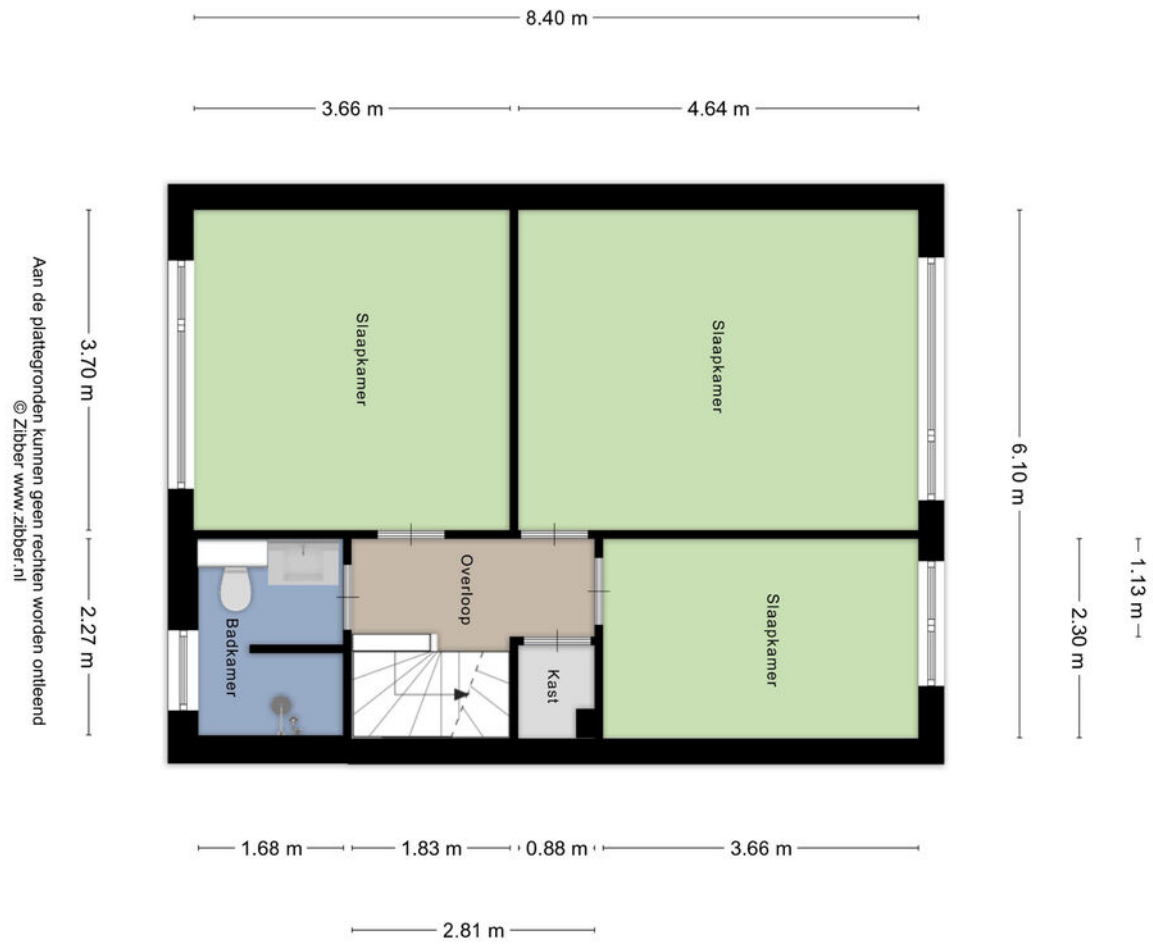 8.40 m
3.66 m
4.64 m
3.70 m
2.27 m
6.10 m
2.30 m
1.13 m
Slaapkamer
Slaapkamer
Overloop
Badkamer
Kast
Slaapkamer
1.68 m
1.83 m
0.88 m
3.66 m
2.81 m
Aan de plattegronden kunnen geen rechten worden ontleend
© Zibber www.zibber.nl